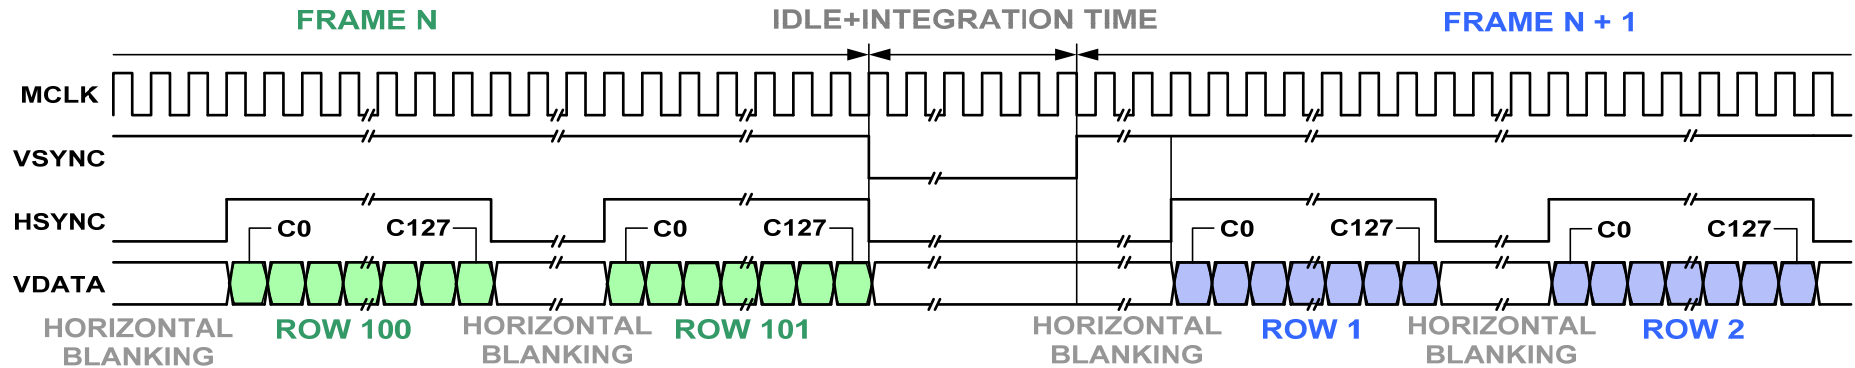 FRAME N IDLE+INTEGRATION TIME FRAME N + 1
MCLK
VSYNC
HSYNC C0 C127 C0 C127 C0 C127 C0 C127
VDATA
HORIZONTAL BLANKING
ROW 100
HORIZONTAL BLANKING
ROW 101
HORIZONTAL BLANKING
ROW 1
HORIZONTAL BLANKING
ROW 2